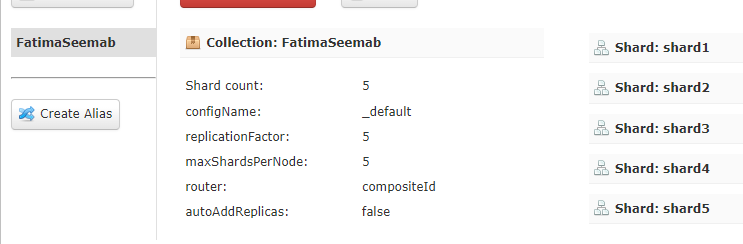 FatimaSeemab
Create Alias
Collection: FatimaSeemab
Shard count: 5
configName: _default
replicationFactor: 5
maxShardsPerNode: 5
router: compositeId
autoAddReplicas: false
Shard: shard1
Shard: shard2
Shard: shard3
Shard: shard4
Shard: shard5